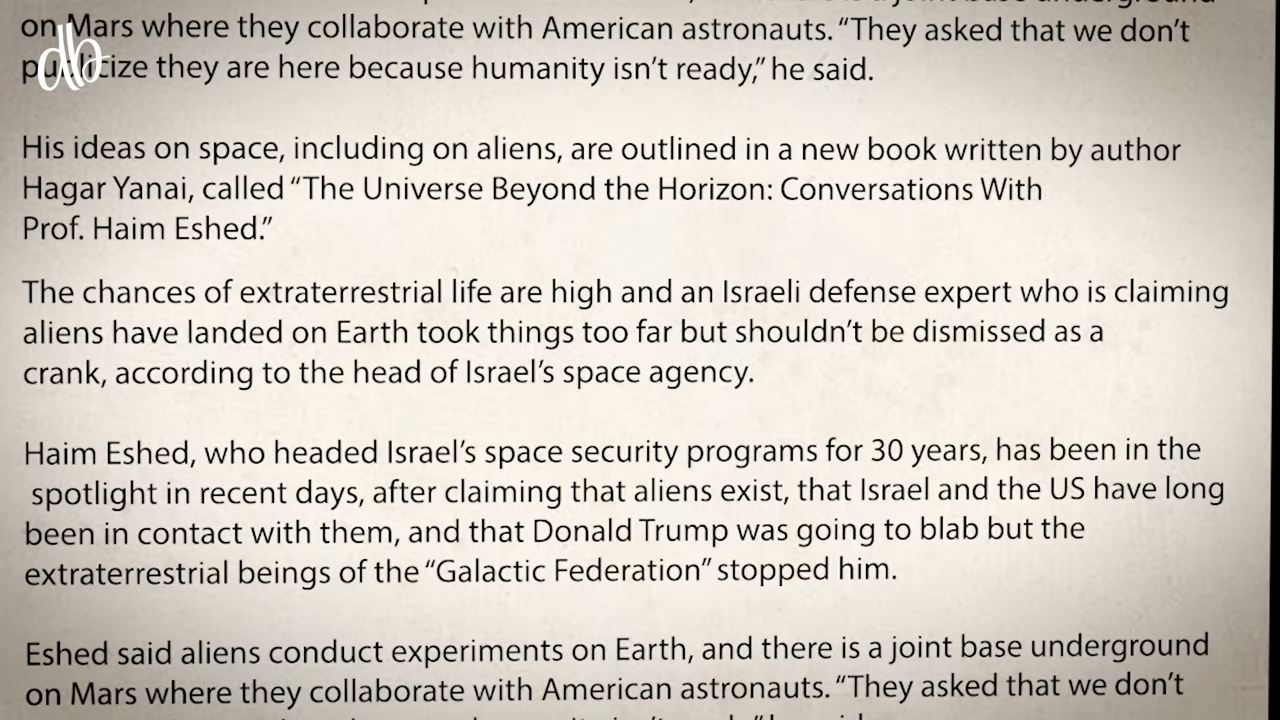 on Mars where they collaborate with American astronauts. “They asked that we don’t
db
publicize they are here because humanity isn’t ready,” he said.
His ideas on space, including on aliens, are outlined in a new book written by author
Hagar Yanai, called “The Universe Beyond the Horizon: Conversations With
Prof. Haim Eshed.”
The chances of extraterrestrial life are high and an Israeli defense expert who is claiming
aliens have landed on Earth took things too far but shouldn’t be dismissed as a
crank, according to the head of Israel’s space agency.
Haim Eshed, who headed Israel’s space security programs for 30 years, has been in the
spotlight in recent days, after claiming that aliens exist, that Israel and the US have long
been in contact with them, and that Donald Trump was going to blab but the
extraterrestrial beings of the “Galactic Federation” stopped him.
Eshed said aliens conduct experiments on Earth, and there is a joint base underground
on Mars where they collaborate with American astronauts. “They asked that we don’t